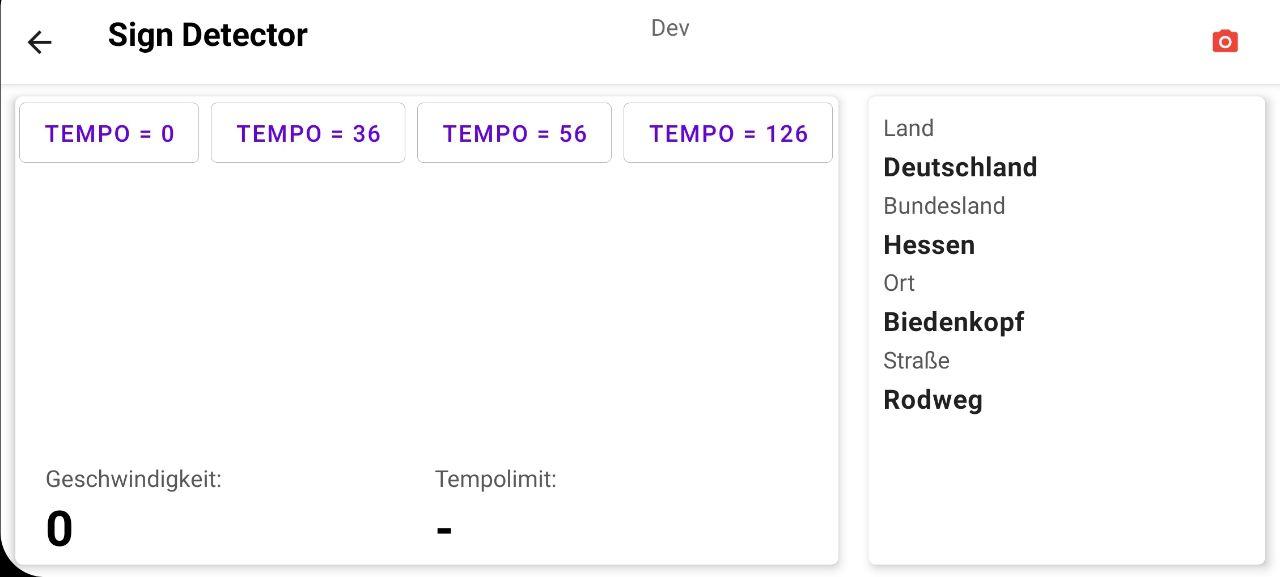 Sign Detector
Dev
TEMPO = 0
TEMPO = 36
TEMPO = 56
TEMPO = 126
Geschwindigkeit:
0
Tempolimit:
-
Land
Deutschland
Bundesland
Hessen
Ort
Biedenkopf
Straße
Rodweg